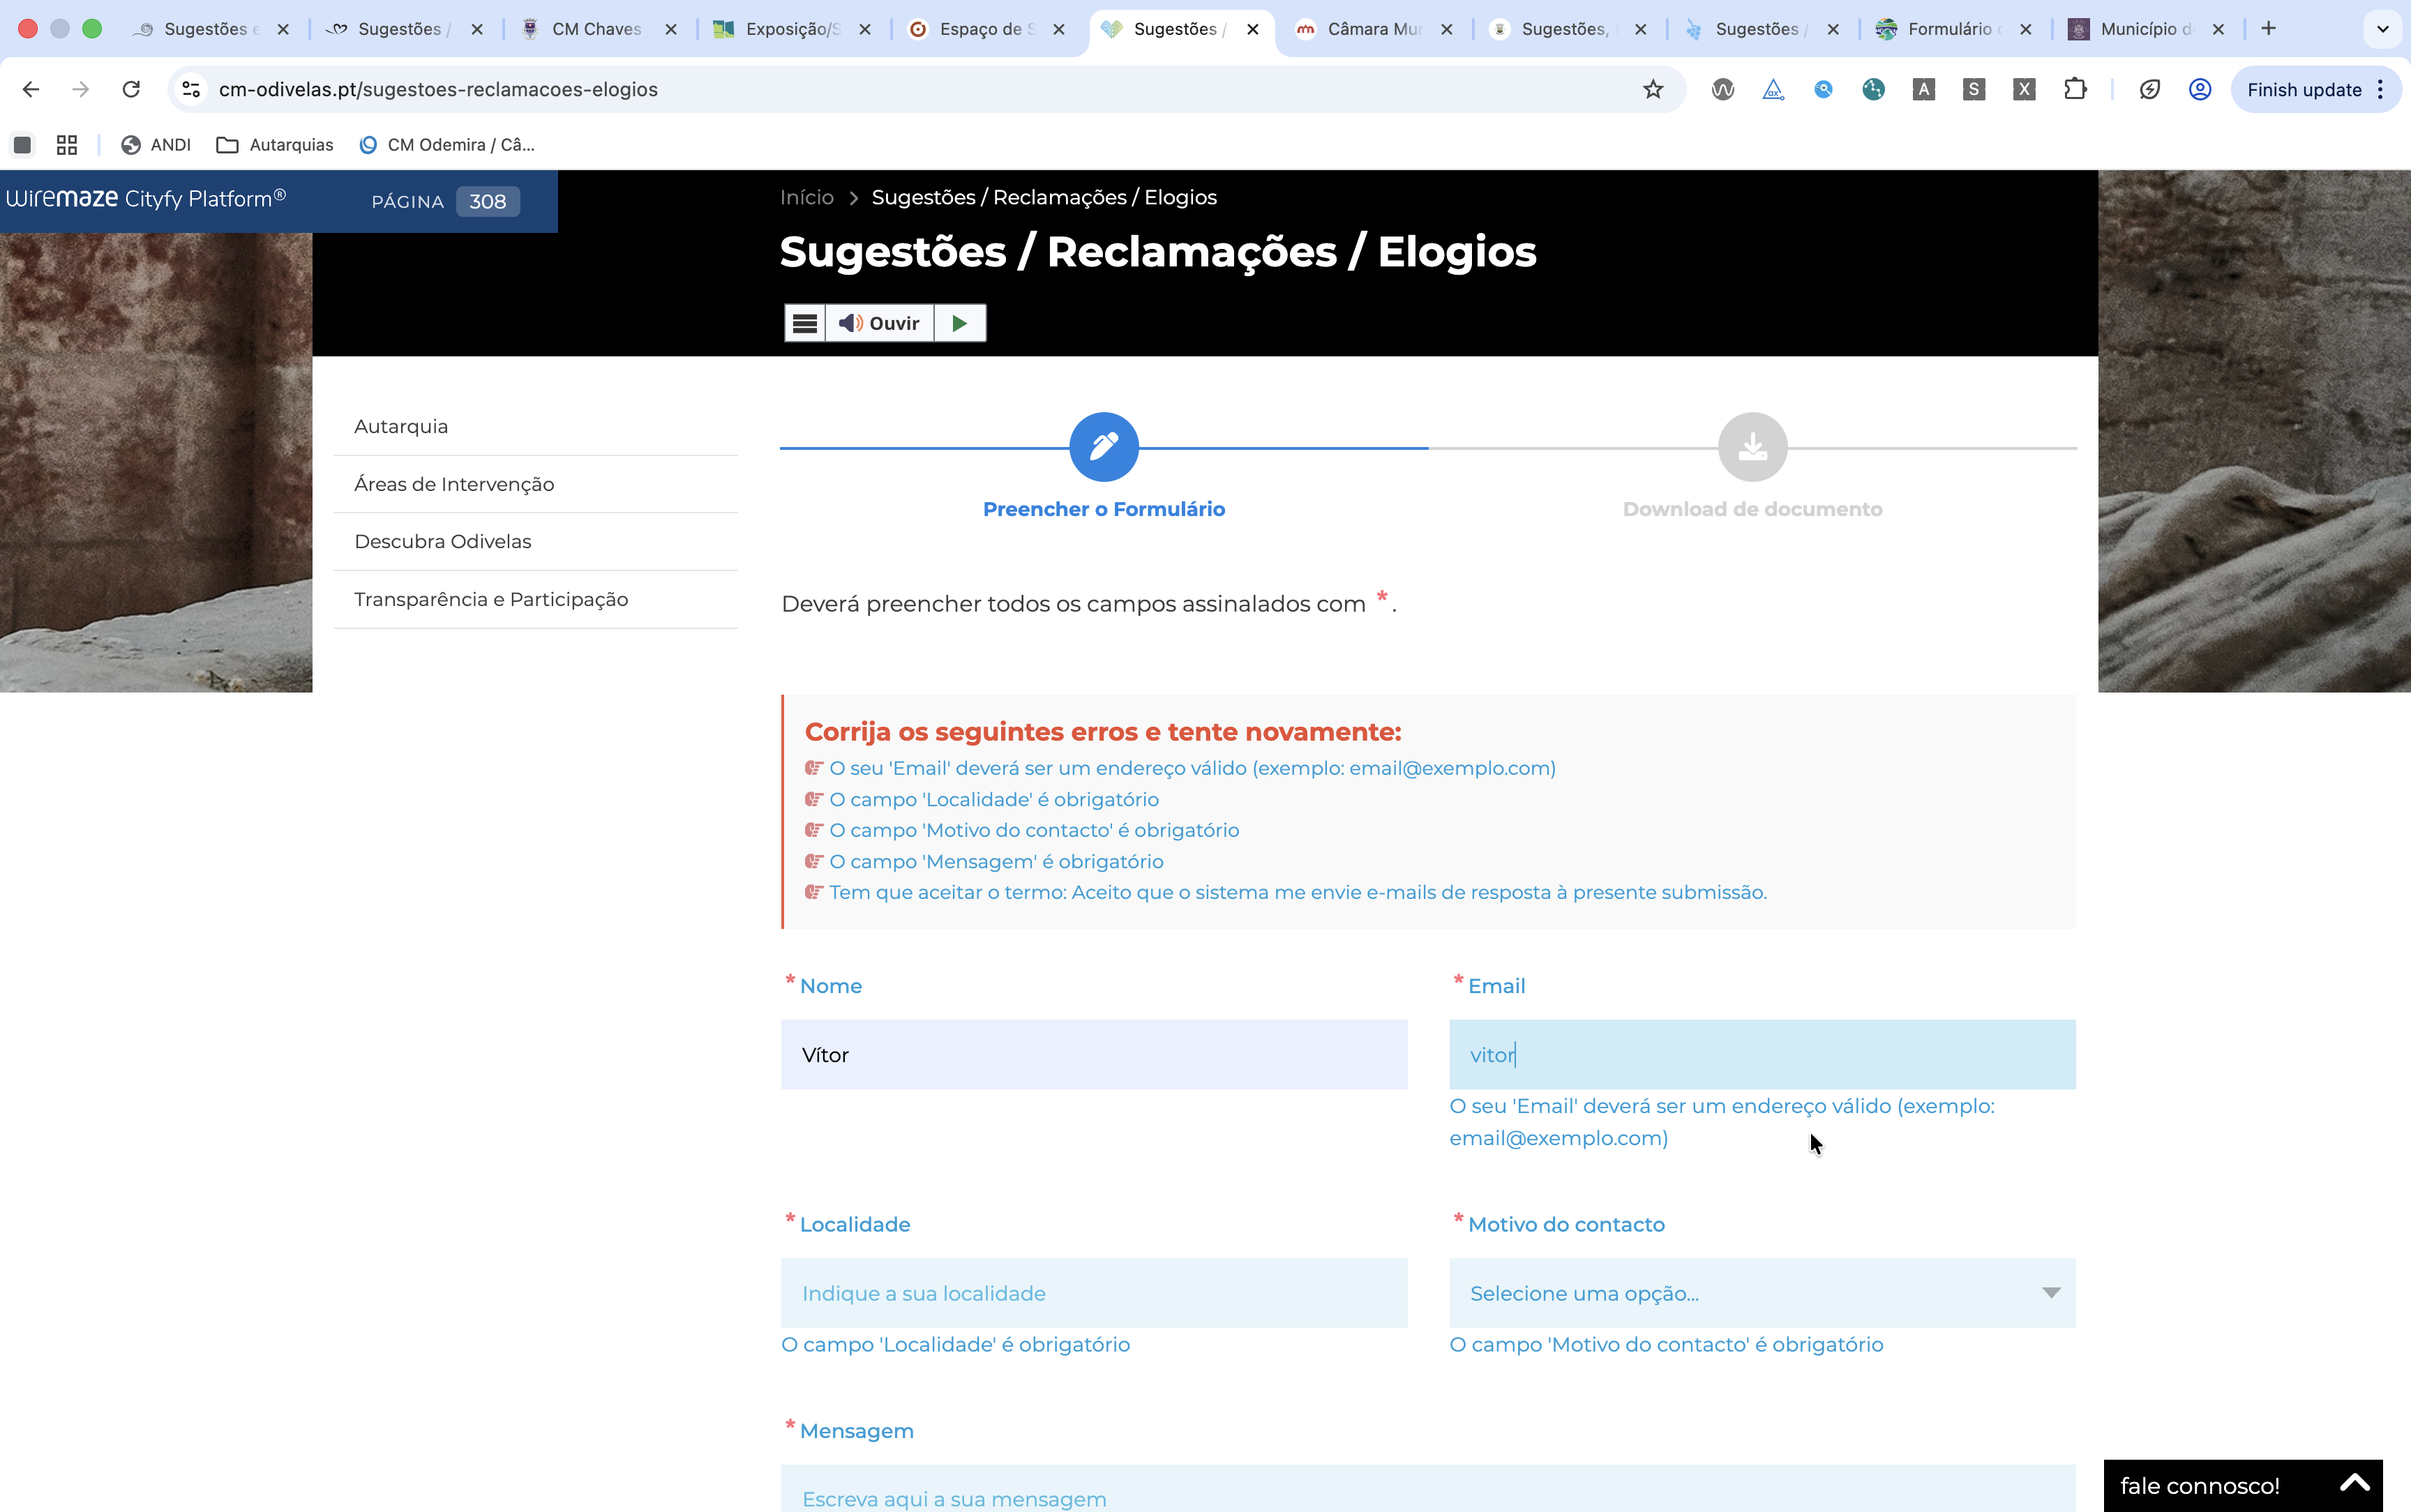 Sugestões e
Sugestões /
CM Chaves
Exposição/S
Espaço de S
Sugestões /
Câmara Mun
Sugestões,
Sugestões /
Formulário d
Município d
cm-odivelas.pt/sugestoes-reclamacoes-elogios
A
S
X
Finish update
ANDI
Autarquias
CM Odemira / Câ...
wiremaze Cityfy Platform®
PÁGINA 308
Início > Sugestões / Reclamações / Elogios
Sugestões / Reclamações / Elogios
Ouvir
Autarquia
Áreas de Intervenção
Descubra Odivelas
Transparência e Participação
Preencher o Formulário
Download de documento
Deverá preencher todos os campos assinalados com * .
Corrija os seguintes erros e tente novamente:
O seu 'Email' deverá ser um endereço válido (exemplo: email@exemplo.com)
O campo 'Localidade' é obrigatório
O campo 'Motivo do contacto' é obrigatório
O campo 'Mensagem' é obrigatório
Tem que aceitar o termo: Aceito que o sistema me envie e-mails de resposta à presente submissão.
* Nome
Vítor
* Email
vitor
O seu 'Email' deverá ser um endereço válido (exemplo:
email@exemplo.com)
* Localidade
Indique a sua localidade
O campo 'Localidade' é obrigatório
* Motivo do contacto
Selecione uma opção...
O campo 'Motivo do contacto' é obrigatório
* Mensagem
Escreva aqui a sua mensagem
fale connosco!